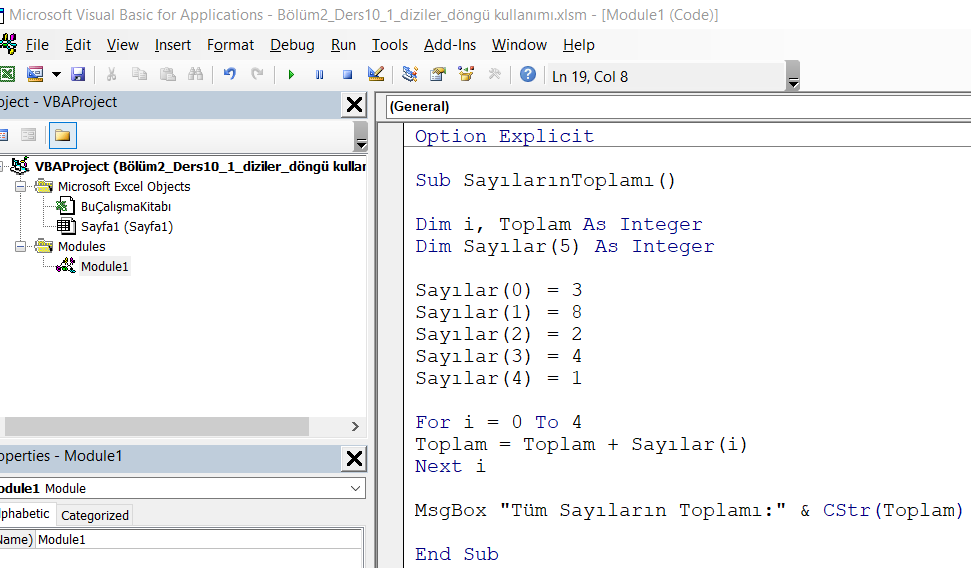 Microsoft Visual Basic for Applications - Bölüm2_Ders10_1_diziler_döngü kullanımı.xlsm - [Module1 (Code)]
File Edit View Insert Format Debug Run Tools Add-Ins Window Help
Ln 19, Col 8
oject - VBAProject
VBAProject (Bölüm2_Ders10_1_diziler_döngü kullar
Microsoft Excel Objects
BuÇalışmaKitabı
Sayfa1 (Sayfa1)
Modules
Module1
operties - Module1
odule1 Module
lphabetic Categorized
Name) Module1
(General)
Option Explicit
Sub SayılarınToplamı()
Dim i, Toplam As Integer
Dim Sayılar(5) As Integer
Sayılar(0) = 3
Sayılar(1) = 8
Sayılar(2) = 2
Sayılar(3) = 4
Sayılar(4) = 1
For i = 0 To 4
Toplam = Toplam + Sayılar(i)
Next i
MsgBox "Tüm Sayıların Toplamı:" & CStr(Toplam)
End Sub